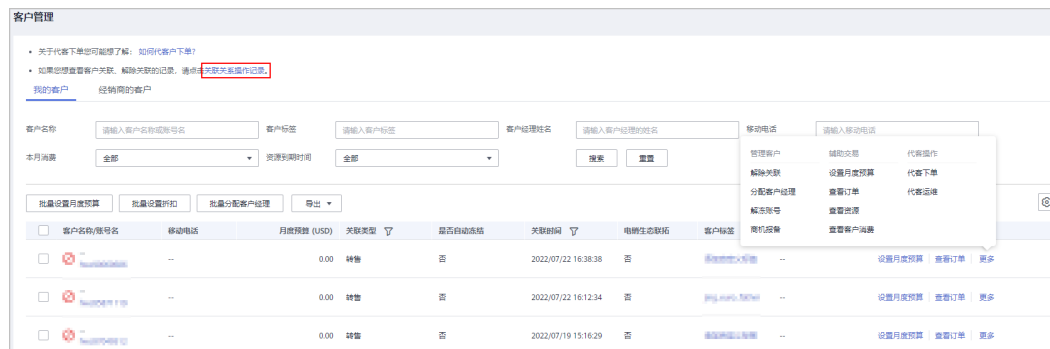 客户管理
• 关于代客下单您可能想了解： 如何代客户下单?
• 如果您想查看客户关联、解除关联的记录，请点击关联关系操作记录。
我的客户 经销商的客户
客户名称 请输入客户名称或账号名 客户标签 请输入客户标签 客户经理姓名 请输入客户经理的姓名 移动电话 请输入移动电话
本月消费 全部 资源到期时间 全部 搜索 重置
管理客户 辅助交易 代客操作
解除关联 设置月度预算 代客下单
分配客户经理 查看订单 代客运维
解冻账号 查看资源
商机报备 查看客户消费
批量设置月度预算 批量设置折扣 批量分配客户经理 导出
客户名称/账号名 移动电话 月度预算 (USD) 关联类型 是否自动冻结 关联时间 电销生态联拓 客户标签
-- -- 0.00 转售 否 2022/07/22 16:38:38 否 -- 设置月度预算 查看订单 更多
-- -- 0.00 转售 否 2022/07/22 16:12:34 否 -- 设置月度预算 查看订单 更多
-- -- 0.00 转售 否 2022/07/19 15:16:29 否 -- 设置月度预算 查看订单 更多